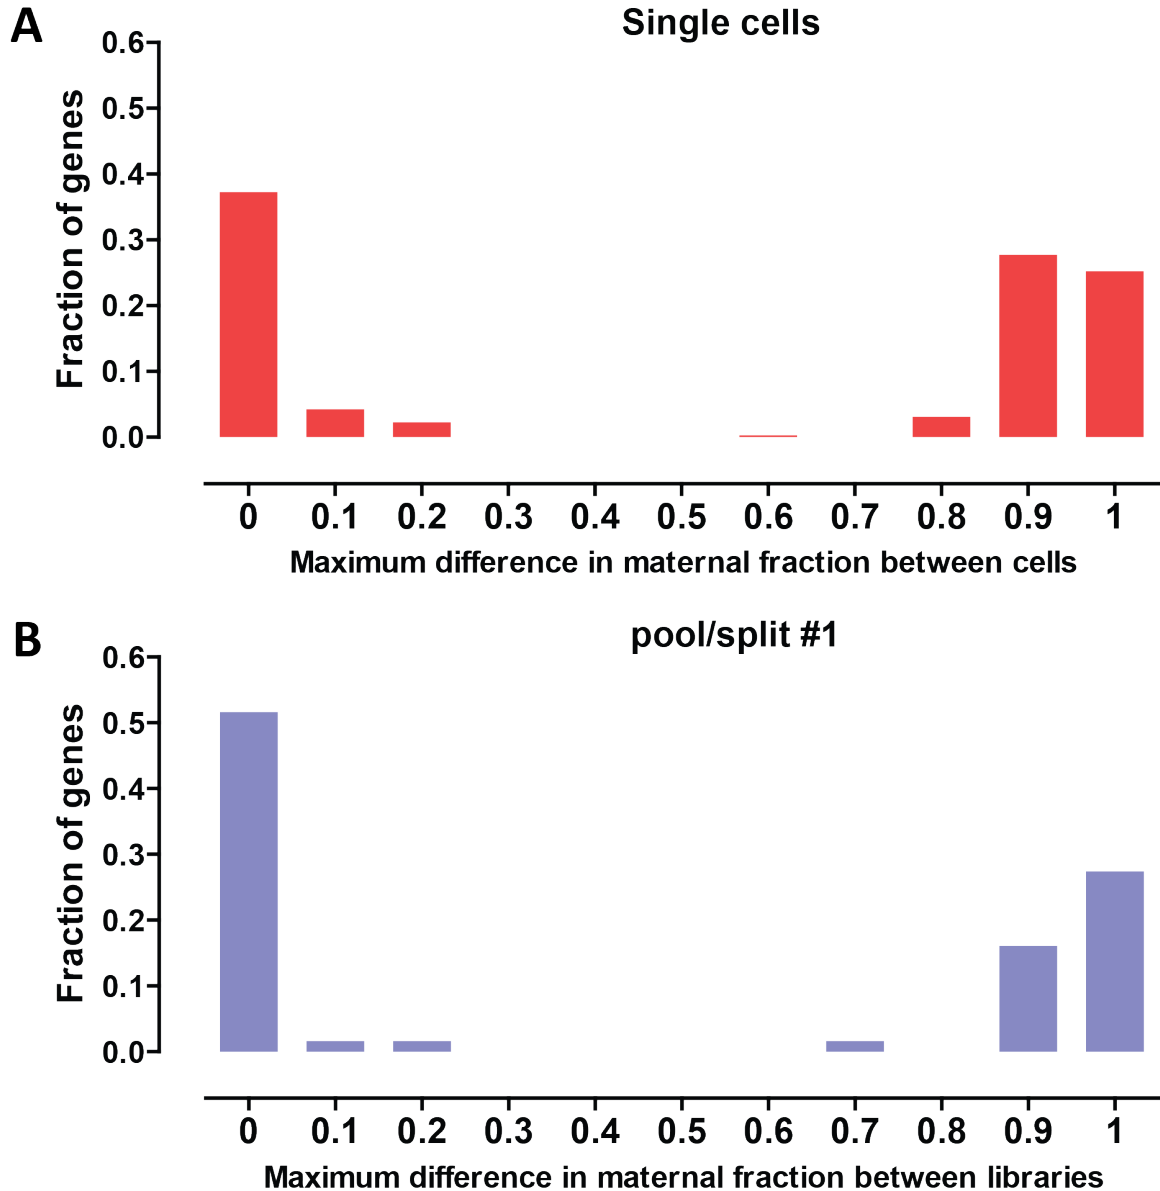 A
Single cells
Fraction of genes
0.6
0.5
0.4
0.3
0.2
0.1
0.0
0 0.1 0.2 0.3 0.4 0.5 0.6 0.7 0.8 0.9 1
Maximum difference in maternal fraction between cells
B
pool/split #1
Fraction of genes
0.6
0.5
0.4
0.3
0.2
0.1
0.0
0 0.1 0.2 0.3 0.4 0.5 0.6 0.7 0.8 0.9 1
Maximum difference in maternal fraction between libraries